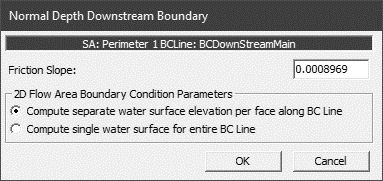 Normal Depth Downstream Boundary
SA: Perimeter 1 BCLine: BCDownStreamMain
Friction Slope: 0.0008969
2D Flow Area Boundary Condition Parameters
Compute separate water surface elevation per face along BC Line
Compute single water surface for entire BC Line
OK Cancel